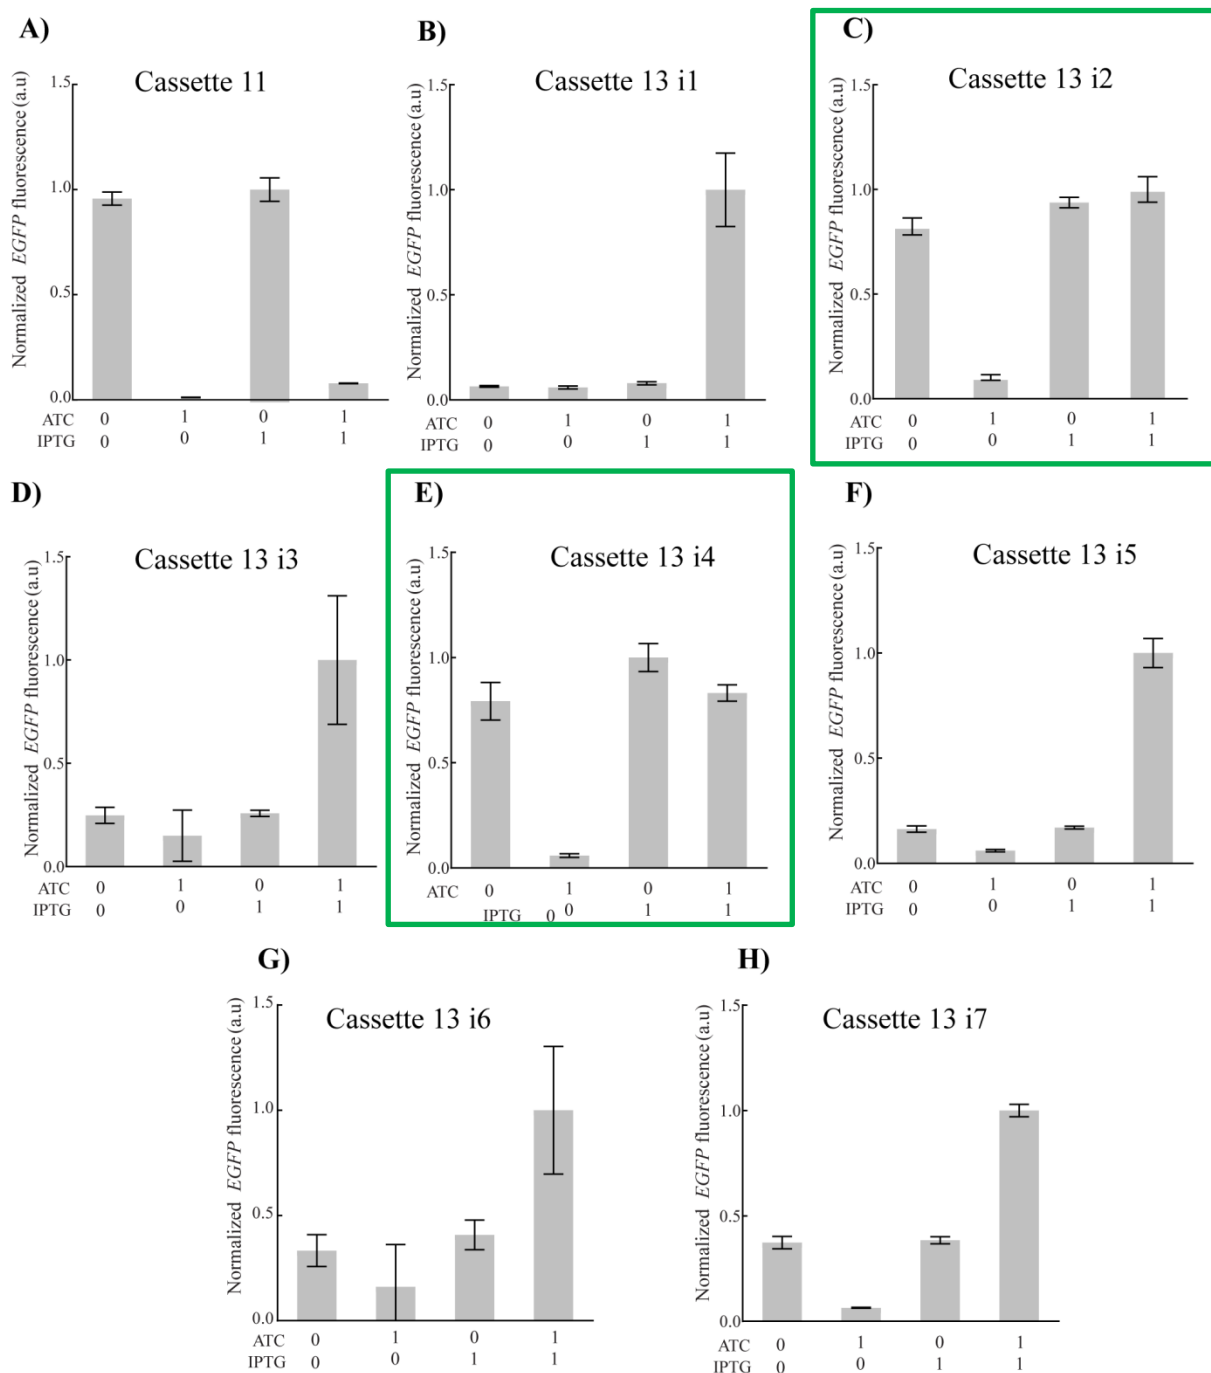 A)
Cassette 11
Normalized EGFP fluorescence (a.u)
1.5
1.0
0.5
0.0
ATC 0 1 0 1
IPTG 0 0 1 1
B)
Cassette 13 i1
Normalized EGFP fluorescence (a.u)
1.5
1.0
0.5
0.0
ATC 0 1 0 1
IPTG 0 0 1 1
C)
Cassette 13 i2
Normalized EGFP fluorescence (a.u)
1.5
1.0
0.5
0.0
ATC 0 1 0 1
IPTG 0 0 1 1
D)
Cassette 13 i3
Normalized EGFP fluorescence (a.u)
1.5
1.0
0.5
0.0
ATC 0 1 0 1
IPTG 0 0 1 1
E)
Cassette 13 i4
Normalized EGFP fluorescence (a.u)
1.5
1.0
0.5
0.0
ATC 0 1 0 1
IPTG 0 0 1 1
F)
Cassette 13 i5
Normalized EGFP fluorescence (a.u)
1.5
1.0
0.5
0.0
ATC 0 1 0 1
IPTG 0 0 1 1
G)
Cassette 13 i6
Normalized EGFP fluorescence (a.u)
1.5
1.0
0.5
0.0
ATC 0 1 0 1
IPTG 0 0 1 1
H)
Cassette 13 i7
Normalized EGFP fluorescence (a.u)
1.5
1.0
0.5
0.0
ATC 0 1 0 1
IPTG 0 0 1 1